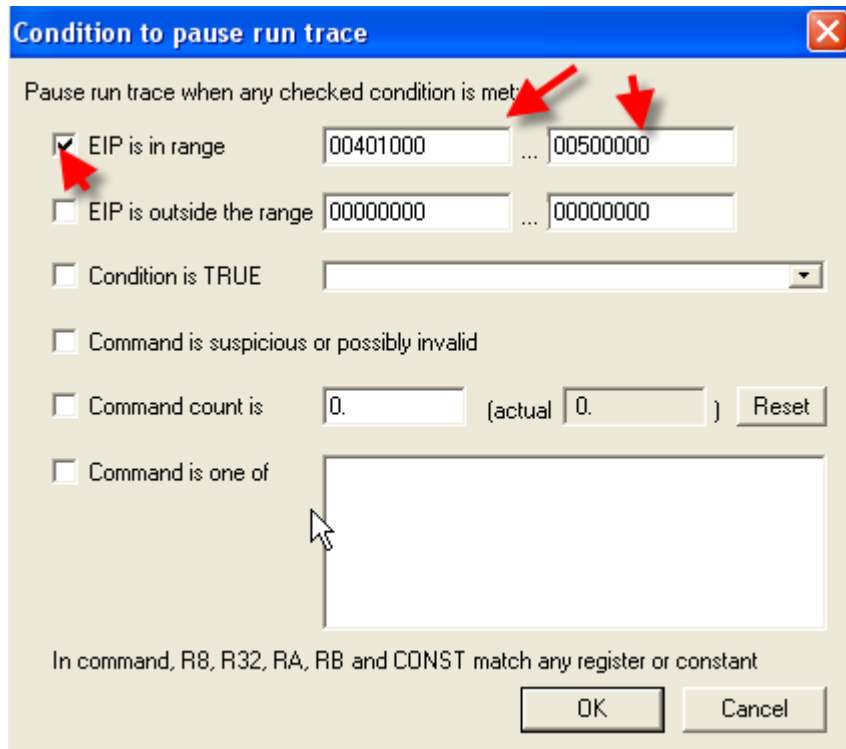 Condition to pause run trace
Pause run trace when any checked condition is met:
EIP is in range 00401000 ... 00500000
EIP is outside the range 00000000 ... 00000000
Condition is TRUE
Command is suspicious or possibly invalid
Command count is 0. (actual 0. ) Reset
Command is one of
In command, R8, R32, RA, RB and CONST match any register or constant
OK Cancel